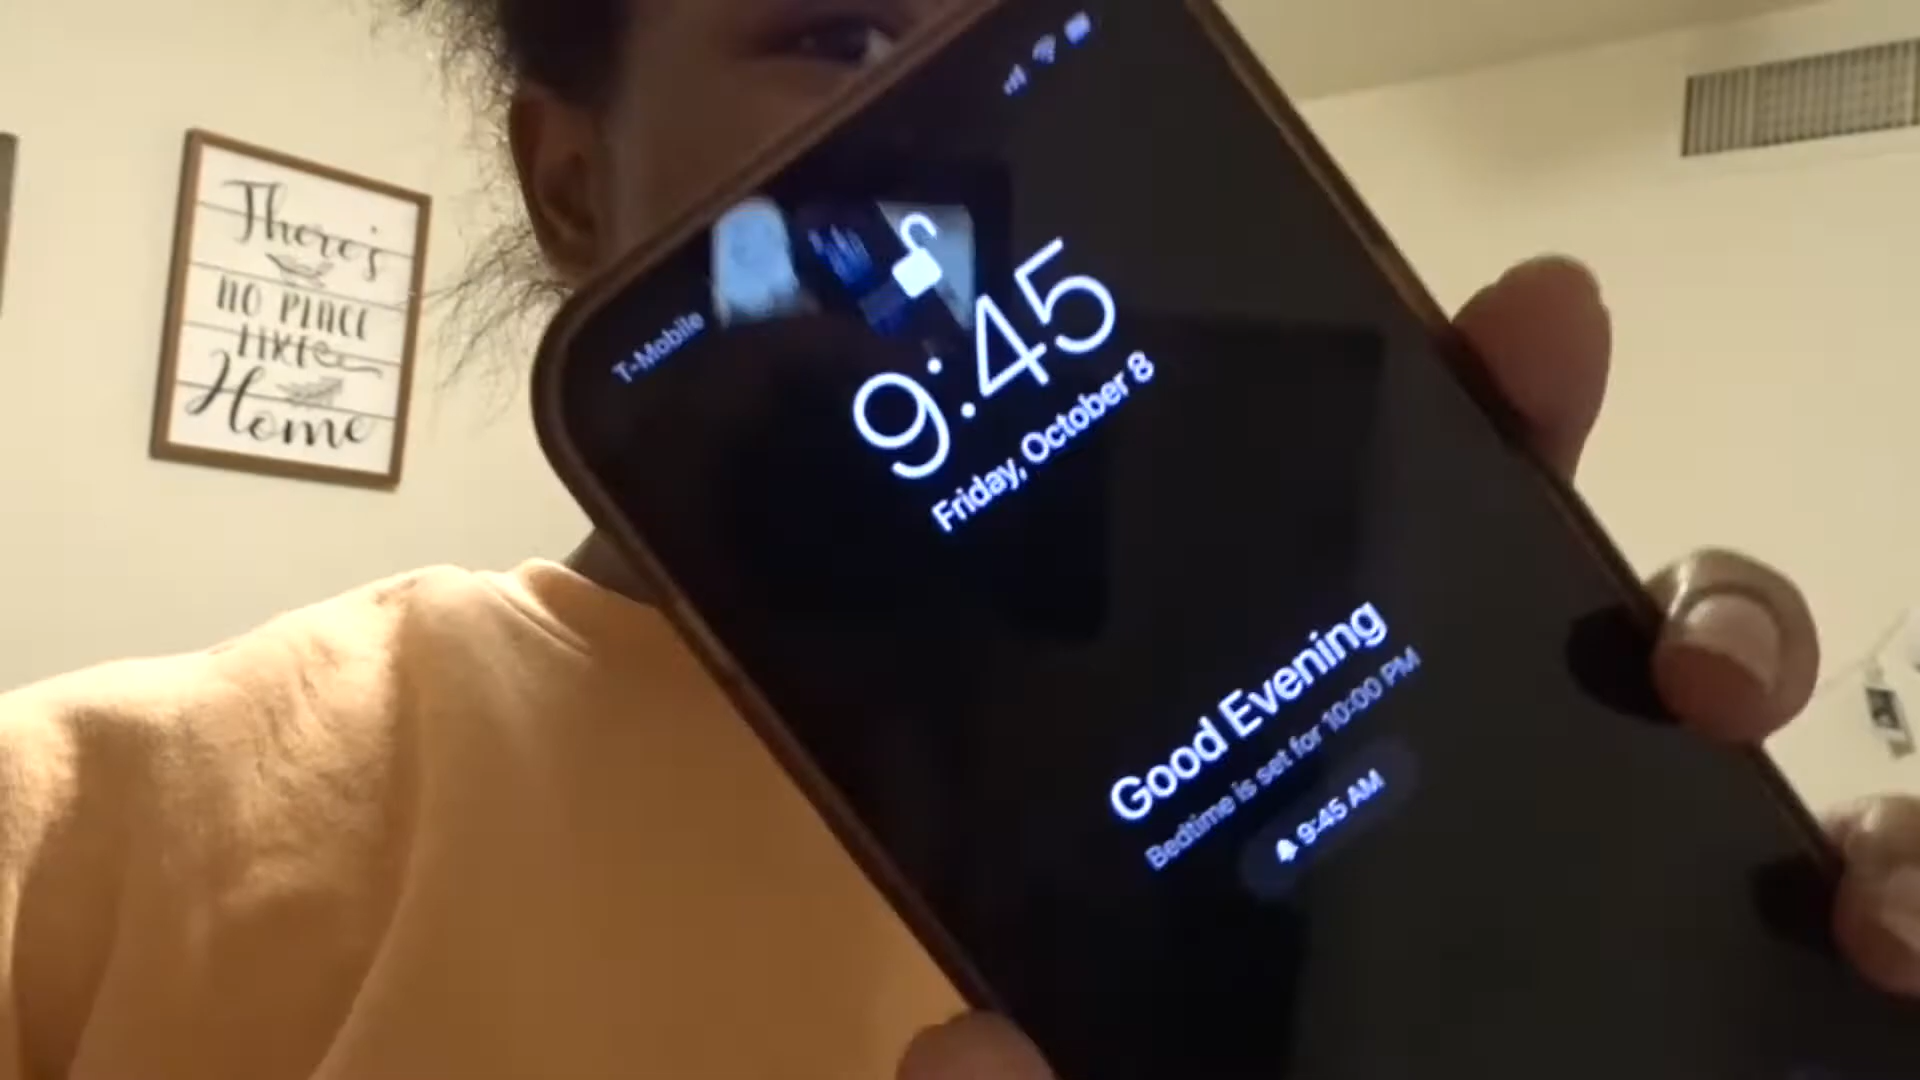 There's
NO PLACE
LIKE
Home
T-Mobile
9:45
Friday, October 8
Good Evening
Bedtime is set for 10:00 PM
9:45 AM